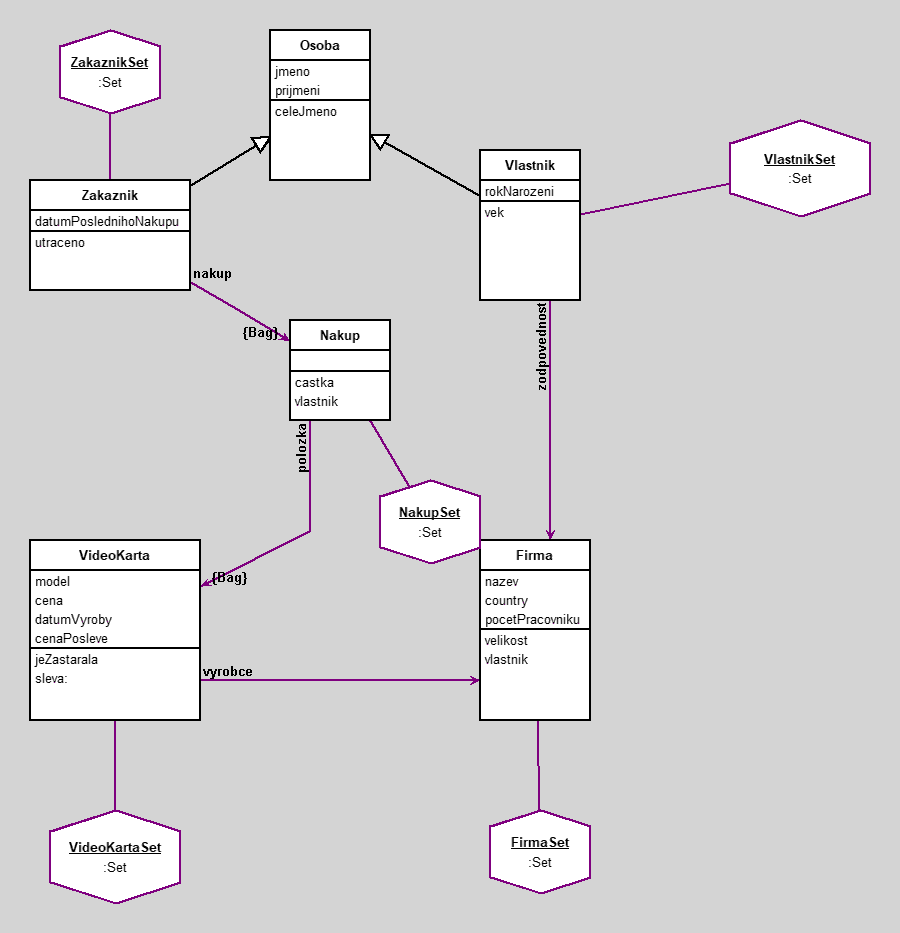 Osoba
jmeno
prijmeni
celeJmeno
ZakaznikSet
:Set
VlastnikSet
:Set
Vlastnik
rokNarozeni
vek
Zakaznik
datumPoslednihoNakupu
utraceno
nakup
{Bag}
Nakup
castka
vlastnik
zodpovednost
polozka
NakupSet
:Set
VideoKarta
model
cena
datumVyroby
cenaPosleve
jeZastarala
sleva:
{Bag}
vyrobce
Firma
nazev
country
pocetPracovniku
velikost
vlastnik
VideoKartaSet
:Set
FirmaSet
:Set